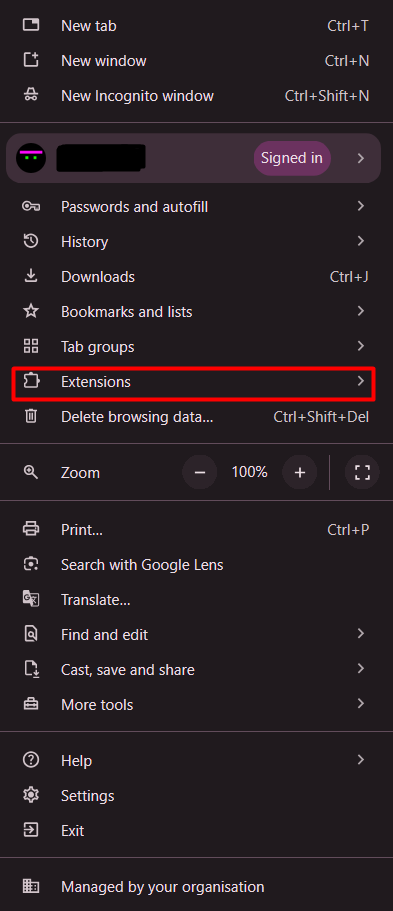 New tab Ctrl+T
New window Ctrl+N
New Incognito window Ctrl+Shift+N
Signed in
Passwords and autofill
History
Downloads Ctrl+J
Bookmarks and lists
Tab groups
Extensions
Delete browsing data... Ctrl+Shift+Del
Zoom − 100% +
Print... Ctrl+P
Search with Google Lens
Translate...
Find and edit
Cast, save and share
More tools
Help
Settings
Exit
Managed by your organisation